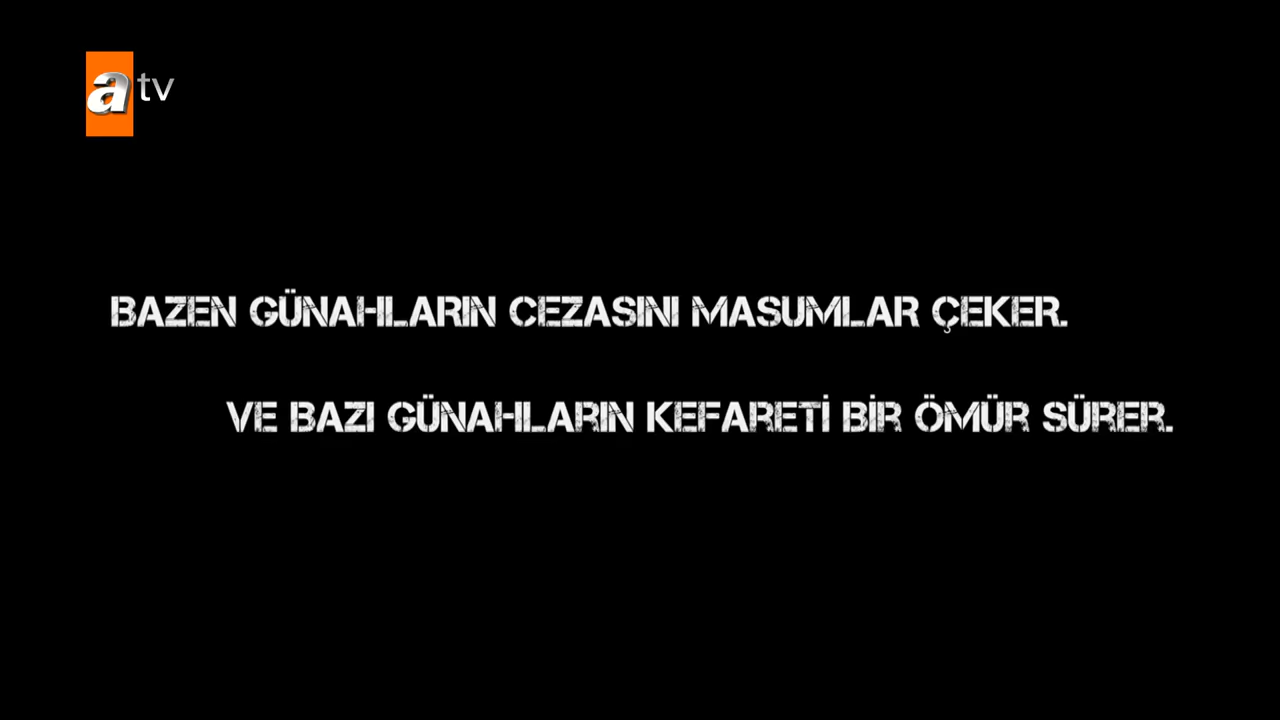 atv
BAZEN GÜNAHLARIN CEZASINI MASUMLAR ÇEKER.
VE BAZI GÜNAHLARIN KEFARETİ BİR ÖMÜR SÜRER.